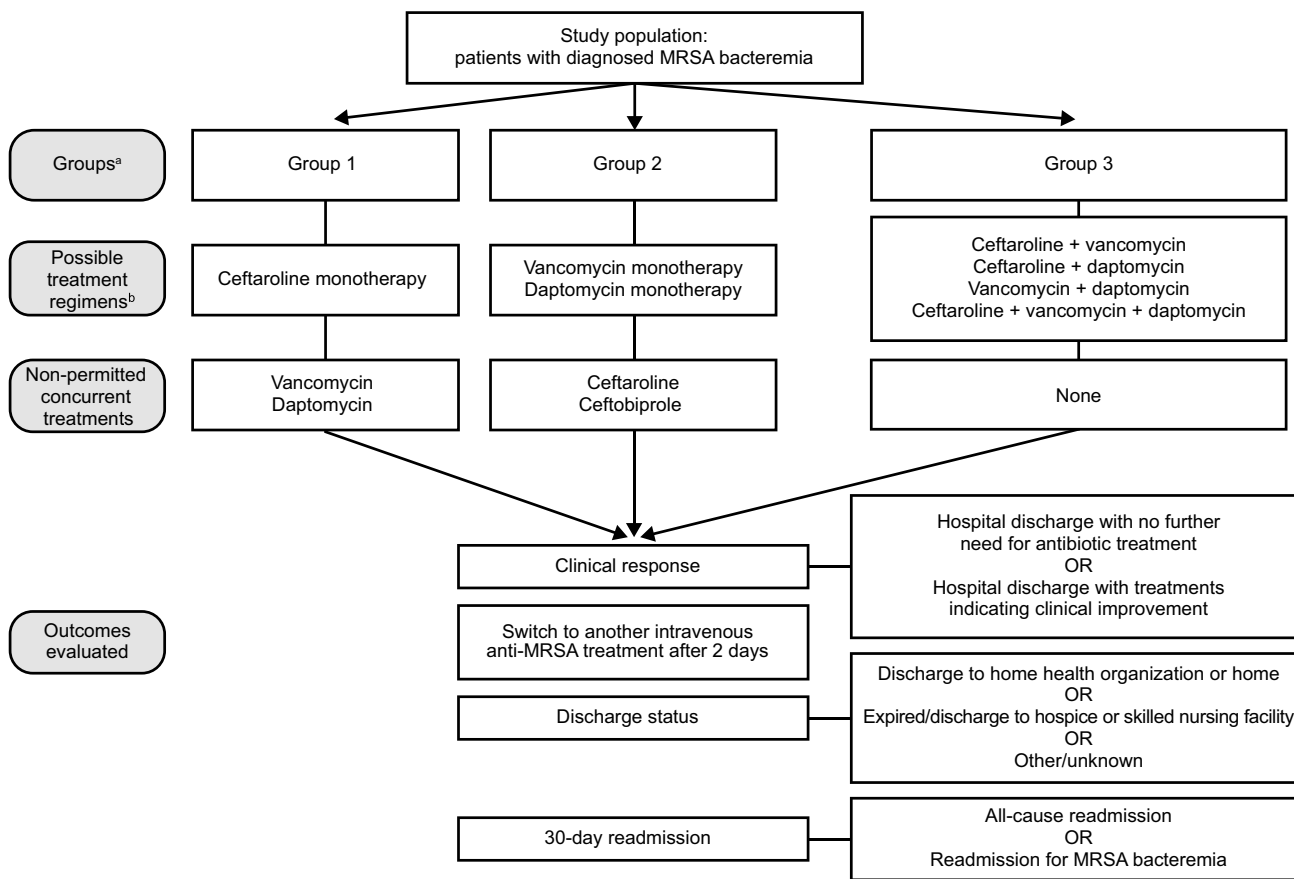 Study population:
patients with diagnosed MRSA bacteremia
Groupsᵃ
Group 1
Group 2
Group 3
Possible
treatment
regimensᵇ
Ceftaroline monotherapy
Vancomycin monotherapy
Daptomycin monotherapy
Ceftaroline + vancomycin
Ceftaroline + daptomycin
Vancomycin + daptomycin
Ceftaroline + vancomycin + daptomycin
Non-permitted
concurrent
treatments
Vancomycin
Daptomycin
Ceftaroline
Ceftobiprole
None
Outcomes
evaluated
Clinical response
Hospital discharge with no further
need for antibiotic treatment
OR
Hospital discharge with treatments
indicating clinical improvement
Switch to another intravenous
anti-MRSA treatment after 2 days
Discharge status
Discharge to home health organization or home
OR
Expired/discharge to hospice or skilled nursing facility
OR
Other/unknown
30-day readmission
All-cause readmission
OR
Readmission for MRSA bacteremia